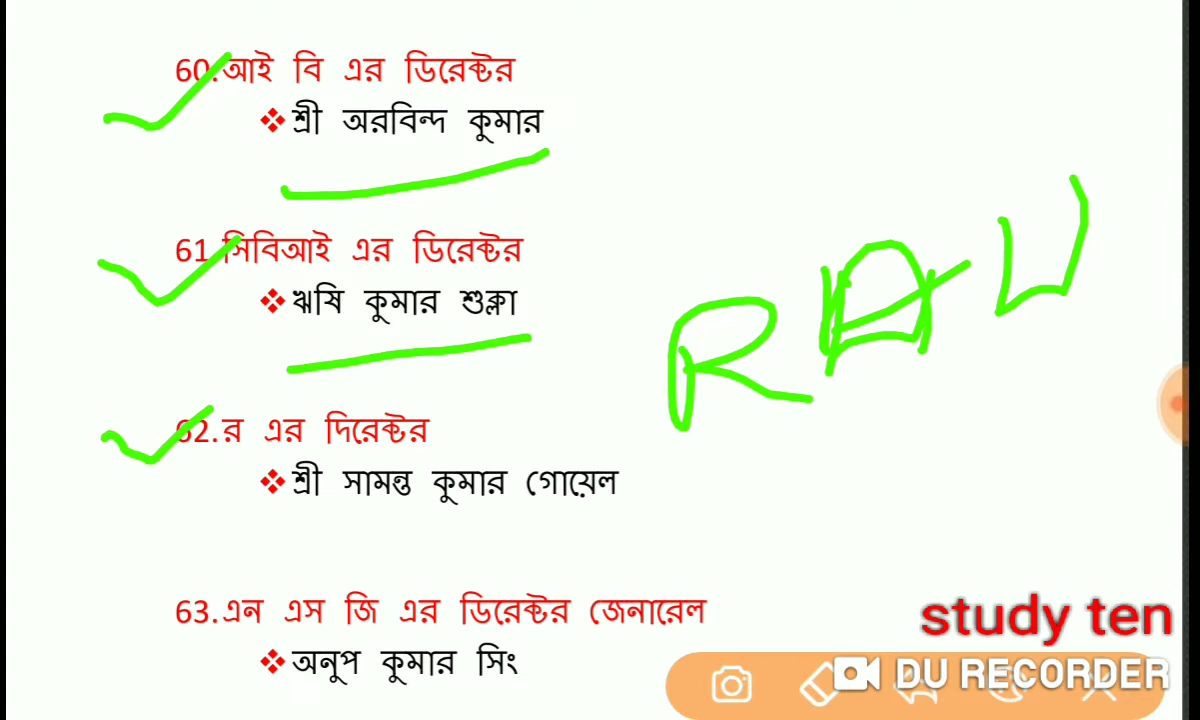 60.আই বি এর ডিরেক্টর
❖শ্রী অরবিন্দ কুমার
61.সিবিআই এর ডিরেক্টর
❖ঋষি কুমার শুক্লা
RAW
62.র এর দিরেক্টর
❖শ্রী সামন্ত কুমার গোয়েল
63.এন এস জি এর ডিরেক্টর জেনারেল
❖অনুপ কুমার সিং
study ten
DU RECORDER